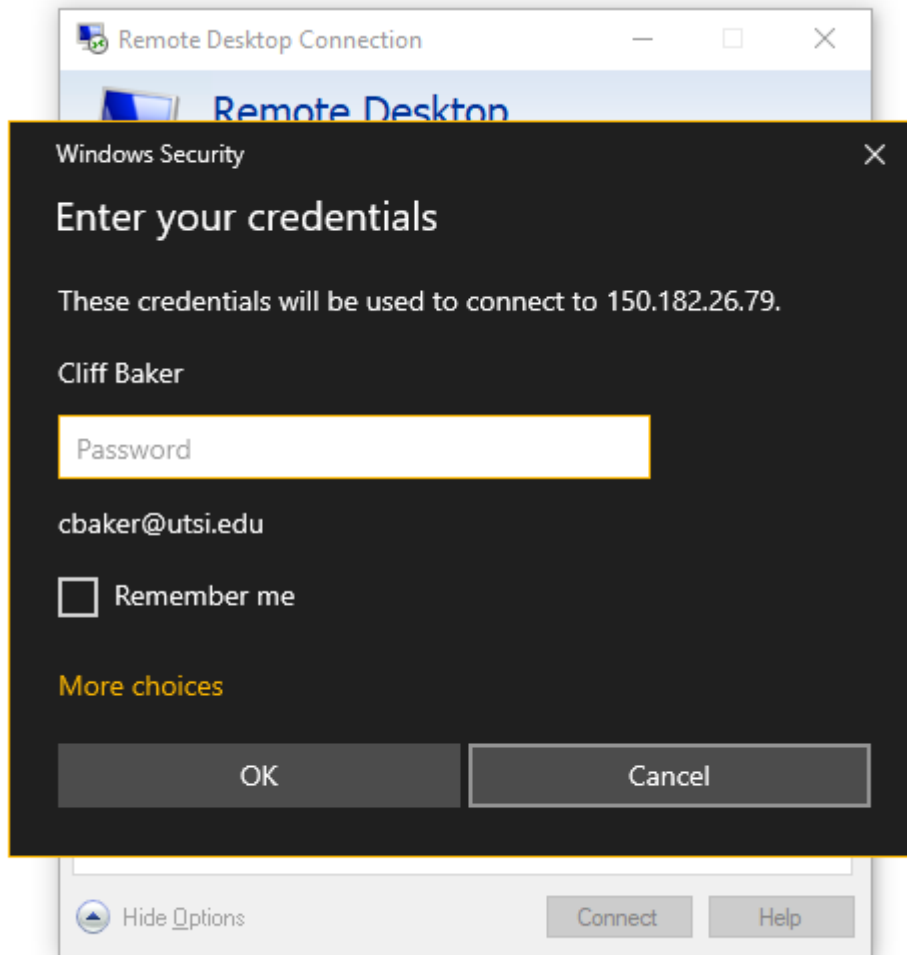 Remote Desktop Connection
Remote Desktop
Windows Security
Enter your credentials
These credentials will be used to connect to 150.182.26.79.
Cliff Baker
Password
cbaker@utsi.edu
Remember me
More choices
OK Cancel
Hide Options Connect Help